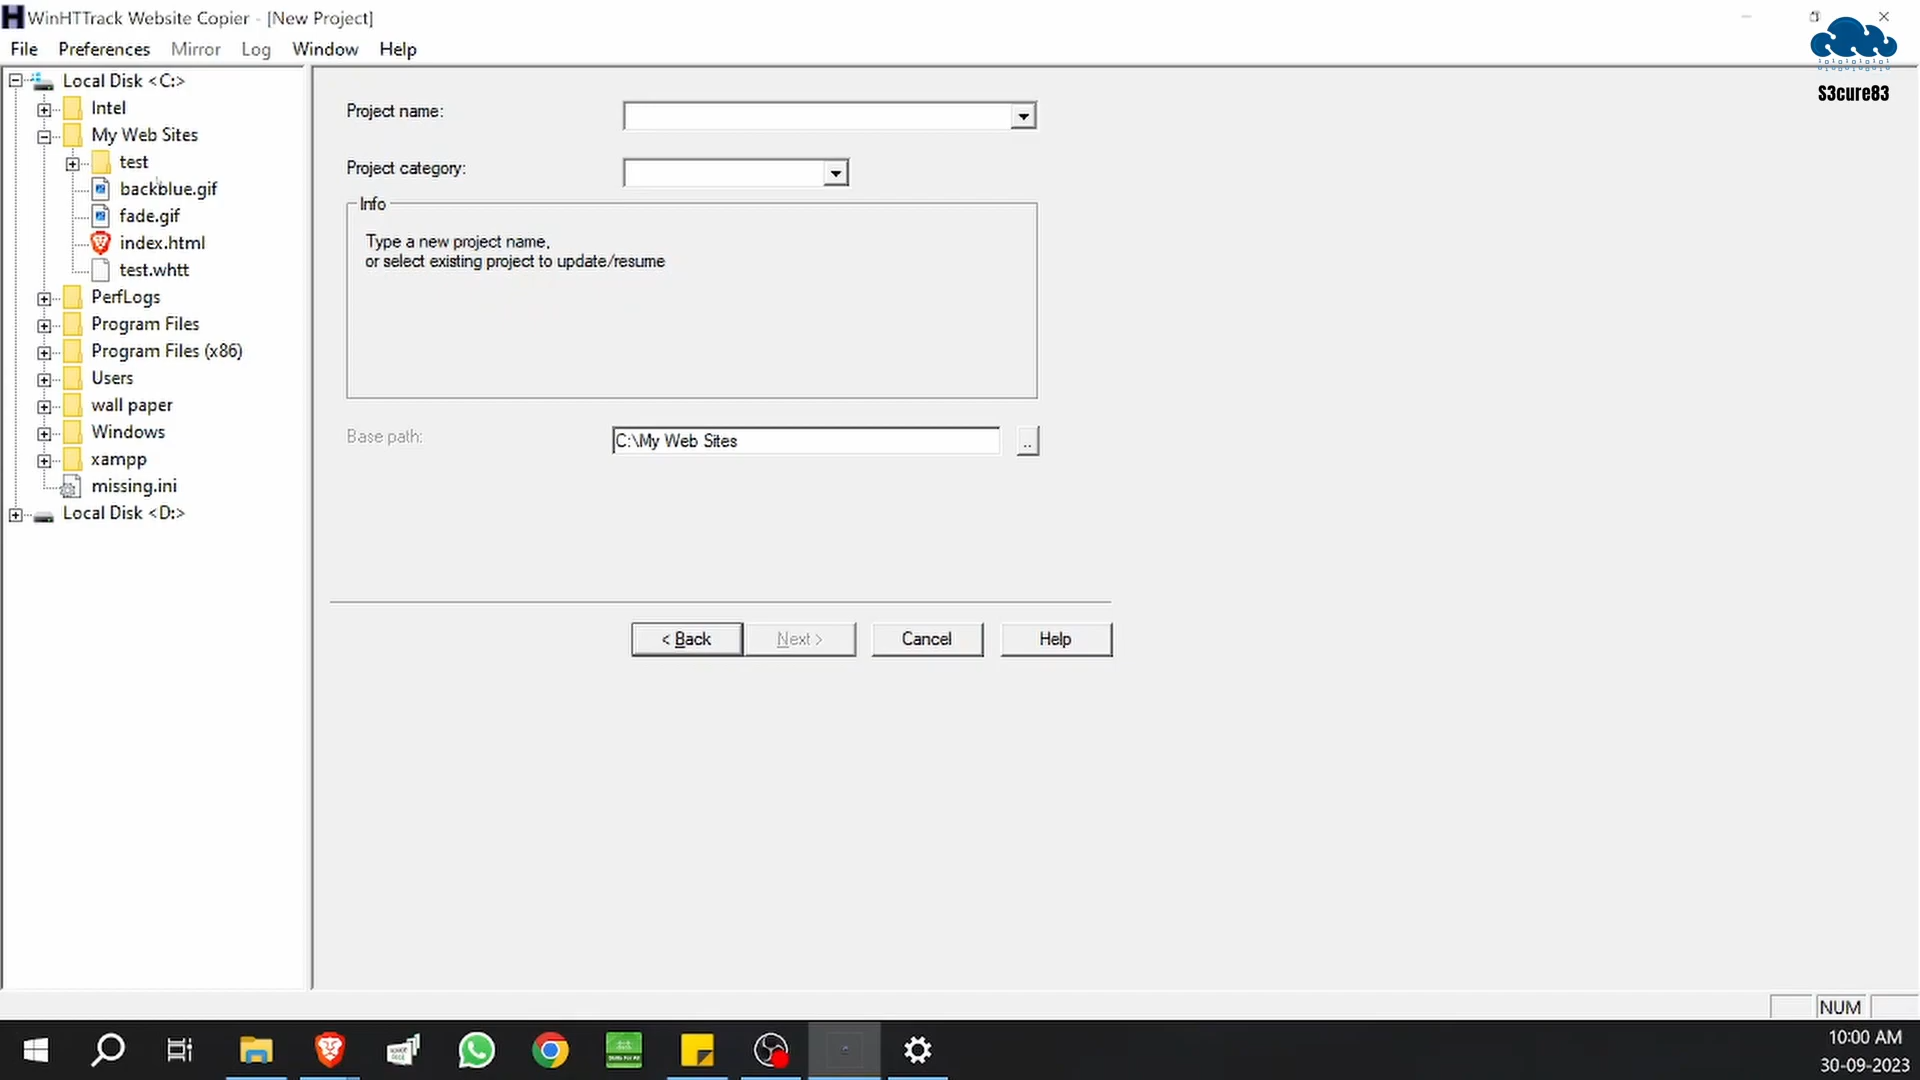 WinHTTrack Website Copier - [New Project]
File Preferences Mirror Log Window Help
S3cure83
Local Disk <C:>
Intel
My Web Sites
test
backblue.gif
fade.gif
index.html
test.whtt
PerfLogs
Program Files
Program Files (x86)
Users
wall paper
Windows
xampp
missing.ini
Local Disk <D:>
Project name:
Project category:
Info
Type a new project name,
or select existing project to update/resume
Base path:
C:\My Web Sites
..
< Back
Next >
Cancel
Help
NUM
10:00 AM
30-09-2023